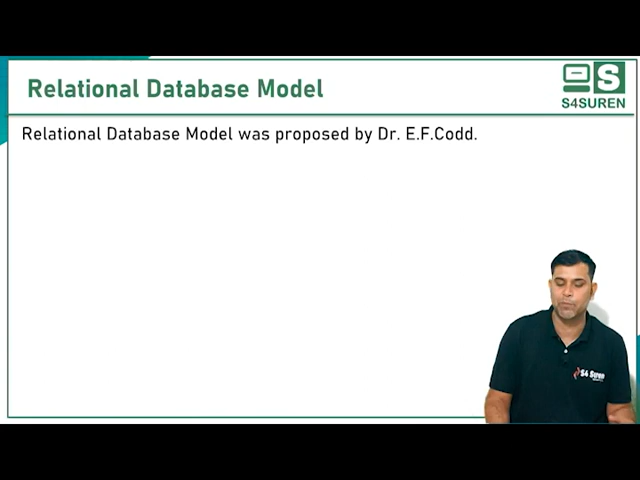 Relational Database Model
S
S4SUREN
Relational Database Model was proposed by Dr. E.F.Codd.
S4 Suren